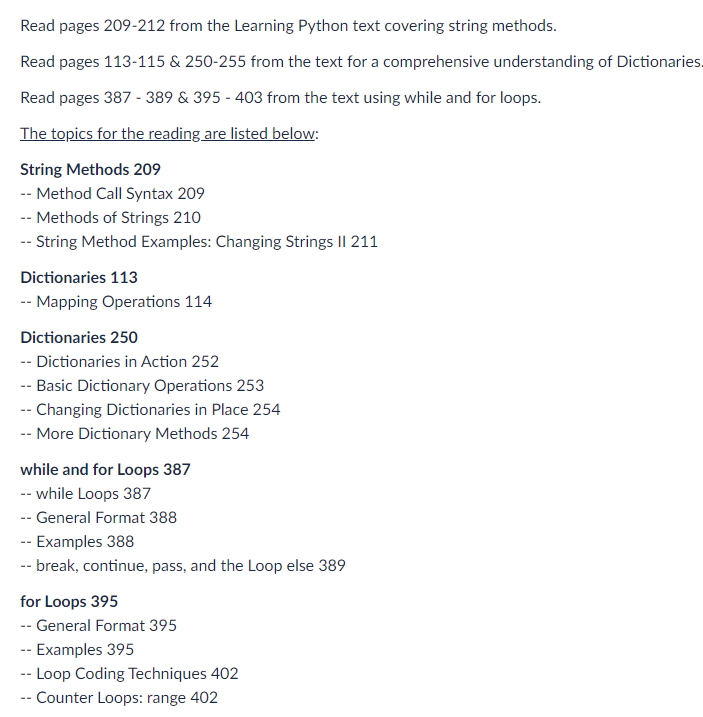 Read pages 209-212 from the Learning Python text covering string methods.
Read pages 113-115 & 250-255 from the text for a comprehensive understanding of Dictionaries.
Read pages 387 - 389 & 395 - 403 from the text using while and for loops.
The topics for the reading are listed below:
String Methods 209
-- Method Call Syntax 209
-- Methods of Strings 210
-- String Method Examples: Changing Strings II 211
Dictionaries 113
-- Mapping Operations 114
Dictionaries 250
-- Dictionaries in Action 252
-- Basic Dictionary Operations 253
-- Changing Dictionaries in Place 254
-- More Dictionary Methods 254
while and for Loops 387
-- while Loops 387
-- General Format 388
-- Examples 388
-- break, continue, pass, and the Loop else 389
for Loops 395
-- General Format 395
-- Examples 395
-- Loop Coding Techniques 402
-- Counter Loops: range 402